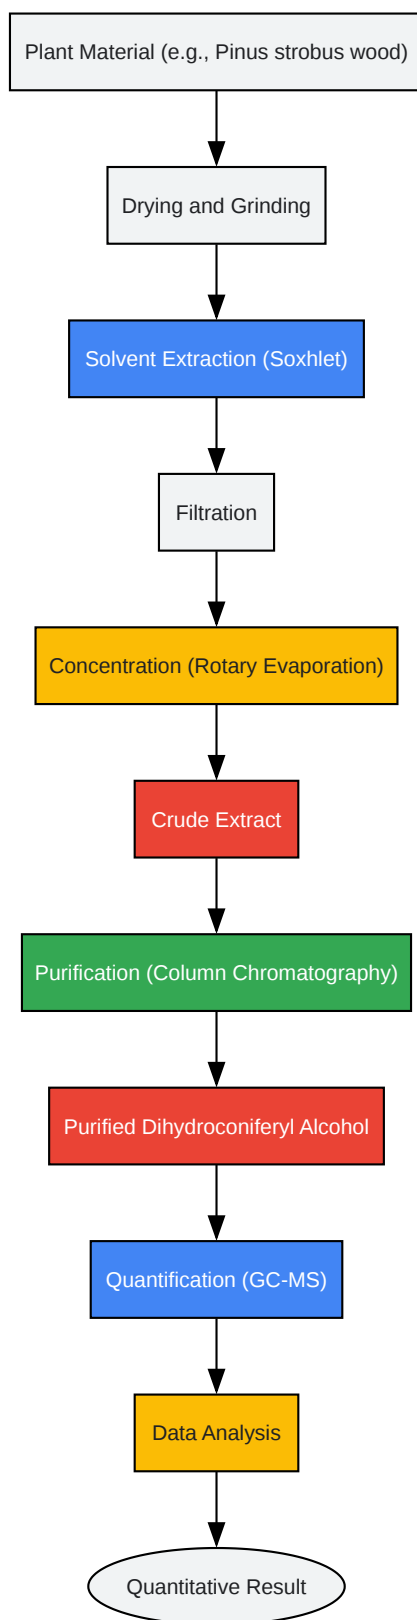 Plant Material (e.g., Pinus strobus wood)
Drying and Grinding
Solvent Extraction (Soxhlet)
Filtration
Concentration (Rotary Evaporation)
Crude Extract
Purification (Column Chromatography)
Purified Dihydroconiferyl Alcohol
Quantification (GC-MS)
Data Analysis
Quantitative Result